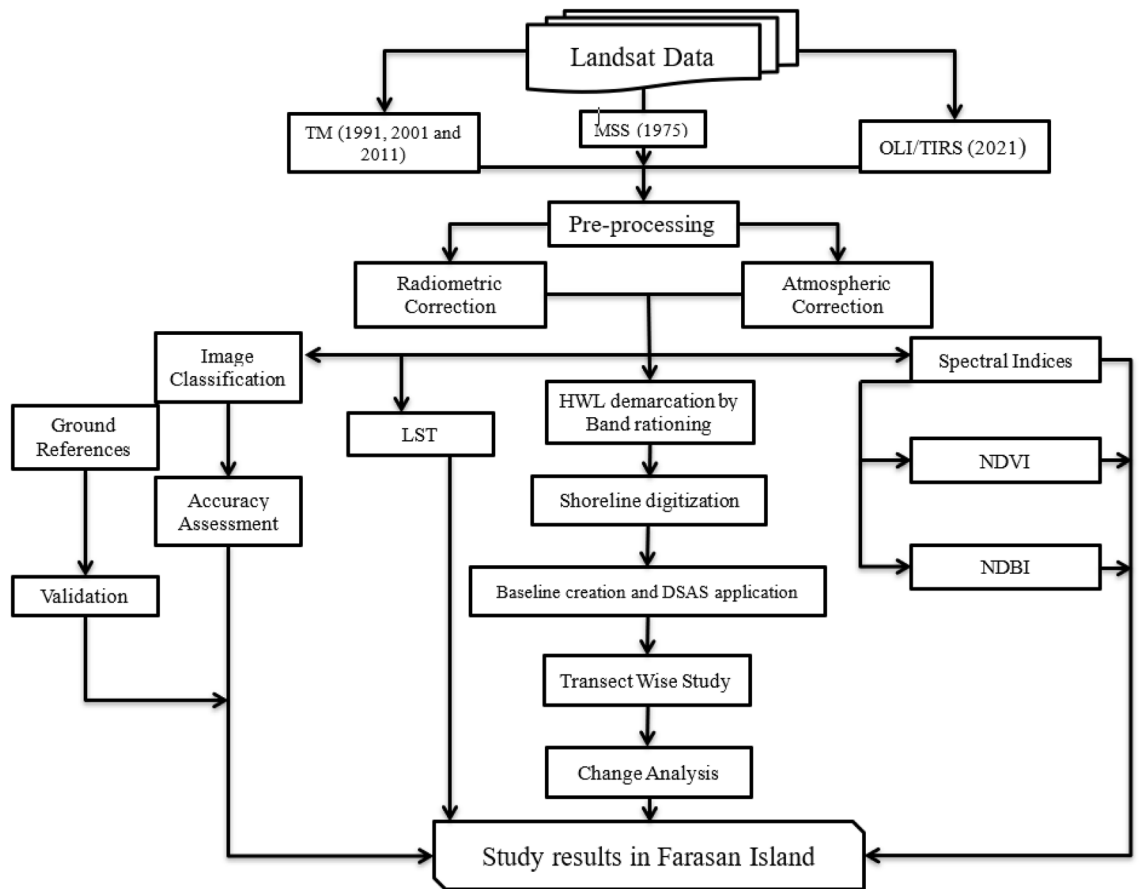 Landsat Data
TM (1991, 2001 and
2011)
MSS (1975)
OLI/TIRS (2021)
Pre-processing
Radiometric
Correction
Atmospheric
Correction
Image
Classification
Spectral Indices
Ground
References
LST
HWL demarcation by
Band rationing
NDVI
Accuracy
Assessment
Shoreline digitization
NDBI
Validation
Baseline creation and DSAS application
Transect Wise Study
Change Analysis
Study results in Farasan Island